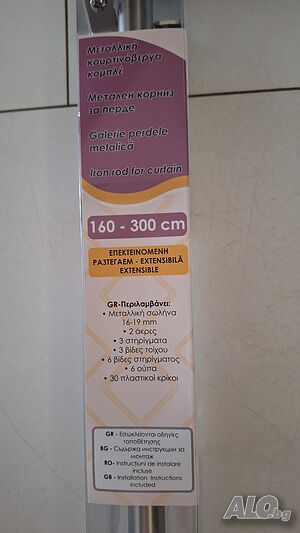 Μεταλλική
κουρτινόβεργα
κομπλέ
Метален корниз
за перде
Galerie perdele
metalică
Iron rod for curtain
160 - 300 cm
ΕΠΕΚΤΕΙΝΟΜΕΝΗ
РАЗТЕГАЕМ - EXTENSIBILĂ
EXTENSIBLE
GR-Περιλαμβάνει:
• Μεταλλική σωλήνα
16-19 mm
• 2 άκρες
• 3 στηρίγματα
• 3 βίδες τοίχου
• 6 βίδες στηρίγματος
• 6 ούπα
• 30 πλαστικοί κρίκοι
GR - Εσωκλείονται οδηγίες
τοποθέτησης
BG - Съдържа инструкции за
монтаж
RO- Instrucțiuni de instalare
incluse
GB - Installation Instructions
included
ALO.bg